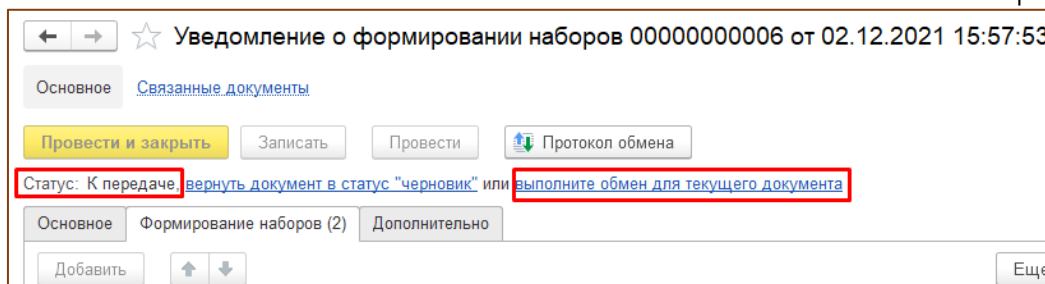 Уведомление о формировании наборов 00000000006 от 02.12.2021 15:57:53
Основное Связанные документы
Провести и закрыть Записать Провести Протокол обмена
Статус: К передаче, вернуть документ в статус "черновик" или выполните обмен для текущего документа
Основное Формирование наборов (2) Дополнительно
Добавить Еще